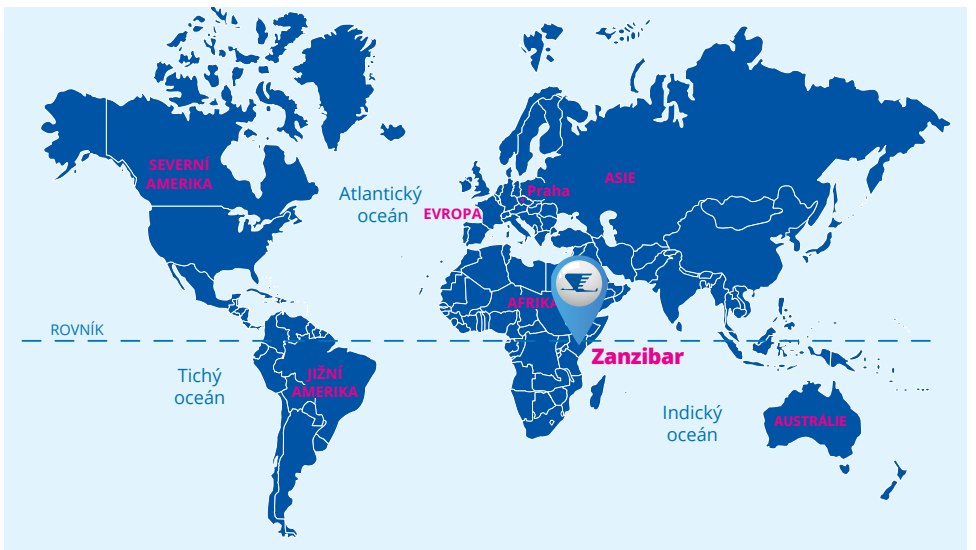 SEVERNÍ
AMERIKA
Atlantický
oceán
EVROPA
Praha
ASIE
AFRIKA
ROVNÍK
Zanzibar
Tichý
oceán
JIŽNÍ
AMERIKA
Indický
oceán
AUSTRÁLIE